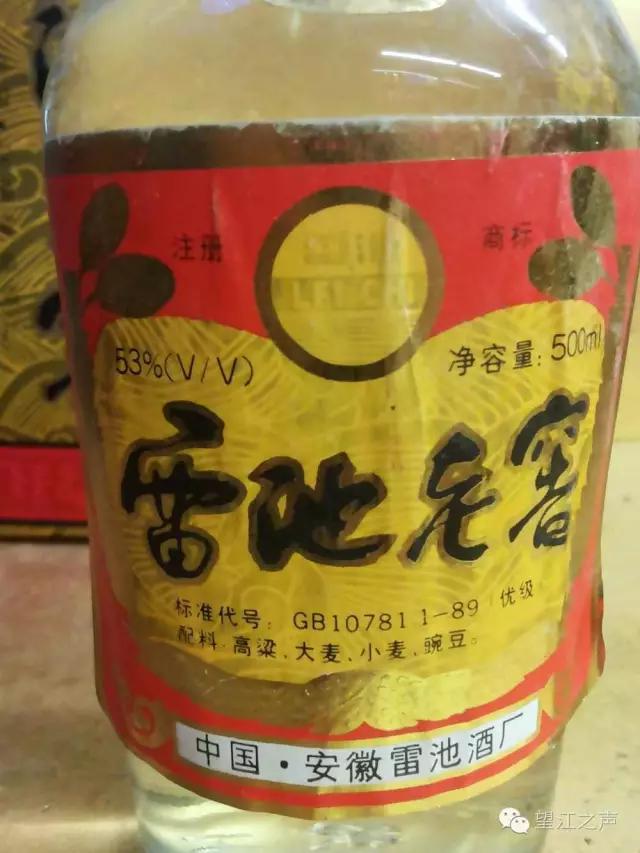 注册 商标
53%(V/V) 净容量: 500ml
雷池老窖
标准代号: GB10781 1-89 优级
配料·高粱、大麦、小麦、豌豆。
中国·安徽雷池酒厂
望江之声